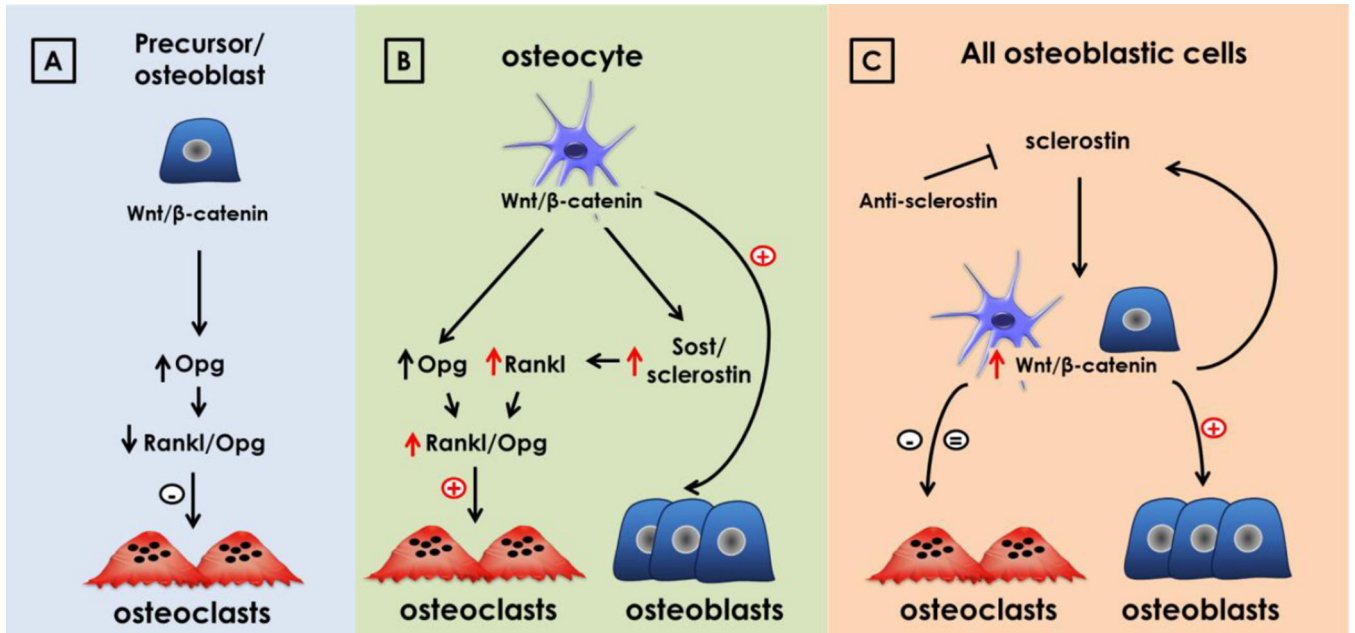 A
Precursor/
osteoblast
Wnt/β-catenin
↑Opg
↓Rankl/Opg
-
osteoclasts
B
osteocyte
Wnt/β-catenin
+
↑Opg ↑Rankl ← ↑ Sost/
sclerostin
↑Rankl/Opg
+
osteoclasts
osteoblasts
C
All osteoblastic cells
sclerostin
Anti-sclerostin
↑ Wnt/β-catenin
- =
+
osteoclasts
osteoblasts